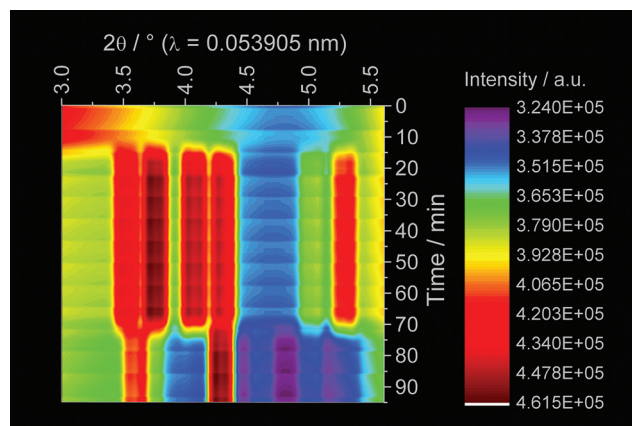 2θ / ° (λ = 0.053905 nm)
3.0 3.5 4.0 4.5 5.0 5.5
0
10
20
30
40
50
60
70
80
90
Time / min
Intensity / a.u.
3.240E+05
3.378E+05
3.515E+05
3.653E+05
3.790E+05
3.928E+05
4.065E+05
4.203E+05
4.340E+05
4.478E+05
4.615E+05